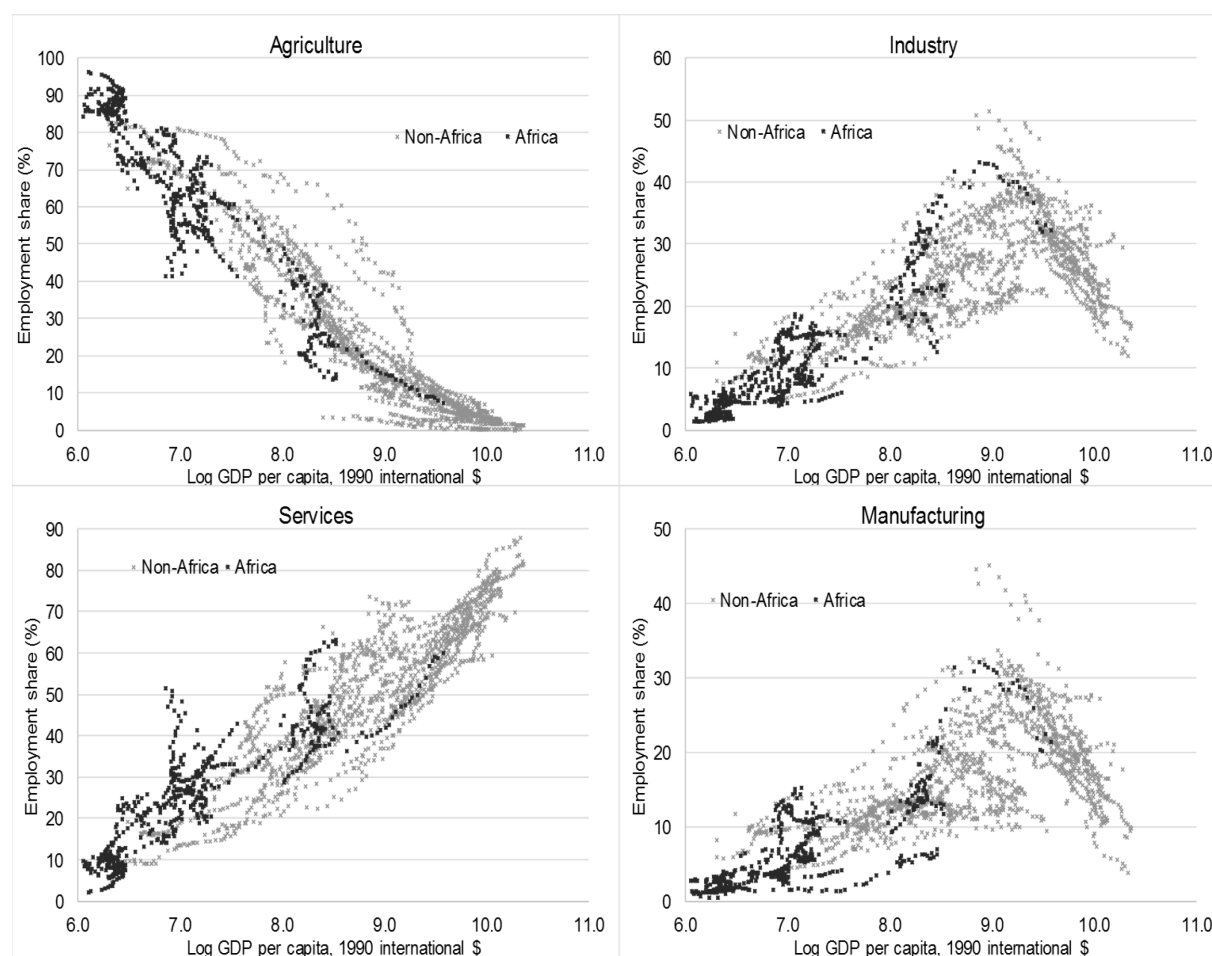 Agriculture
100
90
80
70
60
50
40
30
20
10
0
Employment share (%)
Non-Africa Africa
6.0 7.0 8.0 9.0 10.0 11.0
Log GDP per capita, 1990 international $
Industry
60
50
40
30
20
10
0
Employment share (%)
Non-Africa Africa
6.0 7.0 8.0 9.0 10.0 11.0
Log GDP per capita, 1990 international $
Services
90
80
70
60
50
40
30
20
10
0
Employment share (%)
Non-Africa Africa
6.0 7.0 8.0 9.0 10.0 11.0
Log GDP per capita, 1990 international $
Manufacturing
50
40
30
20
10
0
Employment share (%)
Non-Africa Africa
6.0 7.0 8.0 9.0 10.0 11.0
Log GDP per capita, 1990 international $